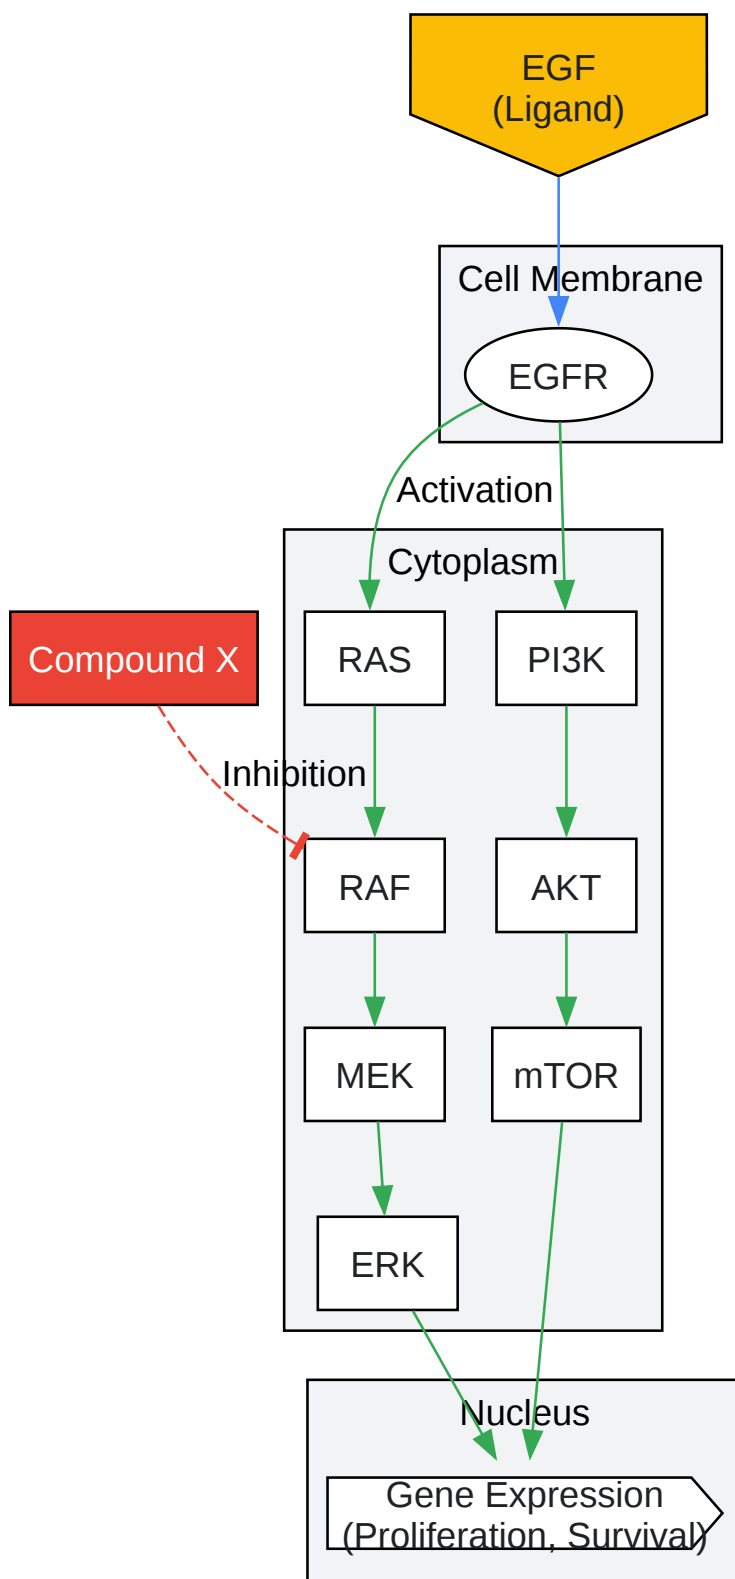 EGF
(Ligand)
Cell Membrane
EGFR
Activation
Cytoplasm
Compound X
RAS
PI3K
Inhibition
RAF
AKT
MEK
mTOR
ERK
Nucleus
Gene Expression
(Proliferation, Survival)